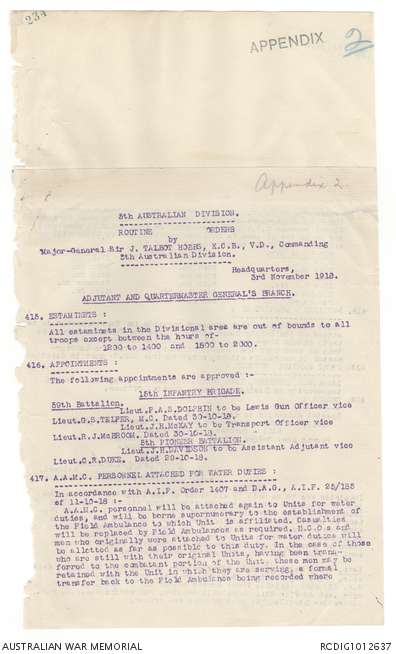 234
APPENDIX 2
Appendix 2.
5th AUSTRALIAN DIVISION.
ROUTINE ORDERS
by
Major-General Sir J. TALBOT HOBBS, K.C.B., V.D., Commanding
5th Australian Division.
Headquarters,
3rd November 1918.
ADJUTANT AND QUARTERMASTER GENERAL'S BRANCH.
415. ESTAMINETS :
All estaminets in the Divisional area are out of bounds to all
troops except between the hours of-
1200 to 1400 and 1800 to 2000.
416. APPOINTMENTS :
The following appointments are approved :-
15th INFANTRY BRIGADE.
59th Battalion. Lieut.F.A.S.DOLPHIN to be Lewis Gun Officer vice
Lieut.G.S.TELFER, M.C. Dated 30-10-18.
Lieut.J.H.McKAY to be Transport Officer vice
Lieut.R.J.McBROOM. Dated 30-10-18.
5th PIONEER BATTALION.
Lieut.J.H.DAVIDSON to be Assistant Adjutant vice
Lieut.C.R.DUKE. Dated 29-10-18.
417. A.A.M.C. PERSONNEL ATTACHED FOR WATER DUTIES :
In accordance with A.I.F. Order 1407 and D.A.G., A.I.F. 25/185
of 11-10-18 :-
A.A.M.C. personnel will be attached again to Units for water
duties, and will be borne supernumerary to the establishment of
the Field Ambulance to which Unit is affiliated. Casualties
will be replaced by Field Ambulances as required. N.C.O's and
men who originally were attached to Units for water duties will
be allotted as far as possible to this duty. In the case of those
who are still with their original Units, having been trans-
ferred to the combatant portion of the Unit, these men may be
retained with the Unit in which they are serving, a formal
transfer back to the Field Ambulance being recorded where
AUSTRALIAN WAR MEMORIAL
RCDIG1012637